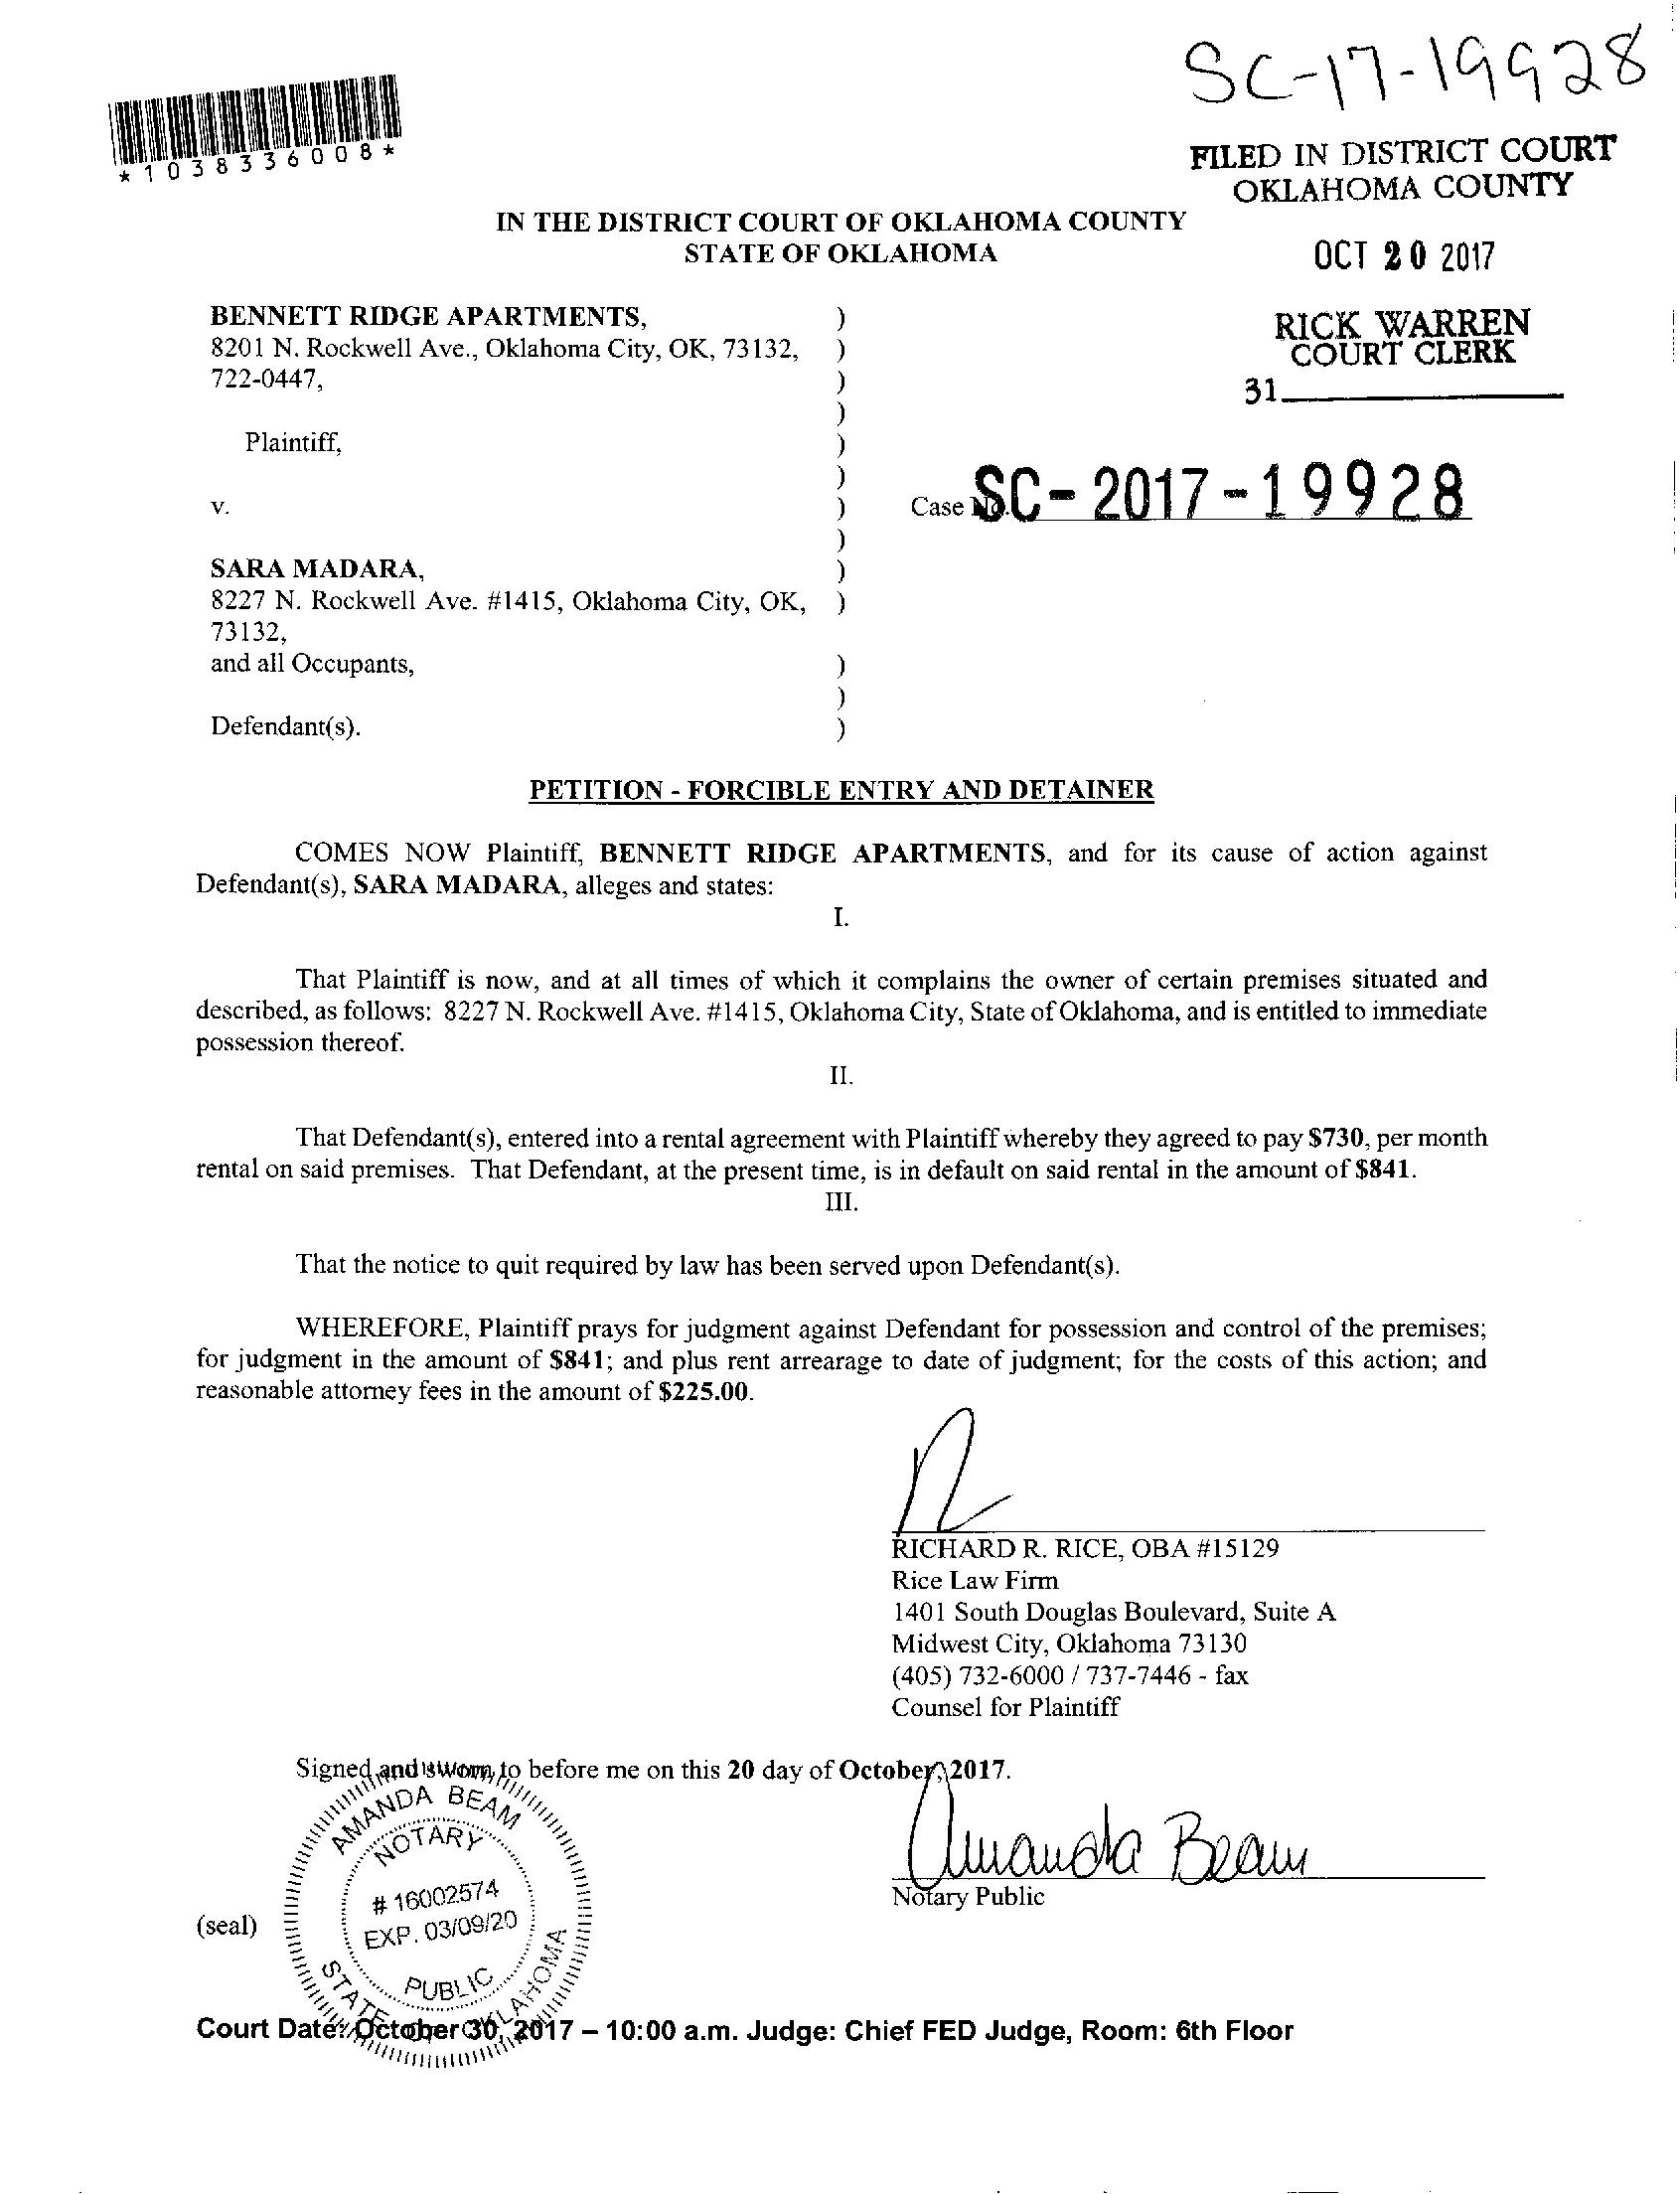 SC-17-19928
*1038336008*
FILED IN DISTRICT COURT
OKLAHOMA COUNTY
IN THE DISTRICT COURT OF OKLAHOMA COUNTY
STATE OF OKLAHOMA
OCT 20 2017
RICK WARREN
COURT CLERK
31
BENNETT RIDGE APARTMENTS, )
8201 N. Rockwell Ave., Oklahoma City, OK, 73132, )
722-0447, )
)
Plaintiff, )
)
v. ) Case No. SC-2017-19928
)
SARA MADARA, )
8227 N. Rockwell Ave. #1415, Oklahoma City, OK, )
73132,
and all Occupants, )
)
Defendant(s). )
PETITION - FORCIBLE ENTRY AND DETAINER
COMES NOW Plaintiff, BENNETT RIDGE APARTMENTS, and for its cause of action against
Defendant(s), SARA MADARA, alleges and states:
I.
That Plaintiff is now, and at all times of which it complains the owner of certain premises situated and
described, as follows: 8227 N. Rockwell Ave. #1415, Oklahoma City, State of Oklahoma, and is entitled to immediate
possession thereof.
II.
That Defendant(s), entered into a rental agreement with Plaintiff whereby they agreed to pay $730, per month
rental on said premises. That Defendant, at the present time, is in default on said rental in the amount of $841.
III.
That the notice to quit required by law has been served upon Defendant(s).
WHEREFORE, Plaintiff prays for judgment against Defendant for possession and control of the premises;
for judgment in the amount of $841; and plus rent arrearage to date of judgment; for the costs of this action; and
reasonable attorney fees in the amount of $225.00.
RICHARD R. RICE, OBA #15129
Rice Law Firm
1401 South Douglas Boulevard, Suite A
Midwest City, Oklahoma 73130
(405) 732-6000 / 737-7446 - fax
Counsel for Plaintiff
Signed and sworn to before me on this 20 day of October, 2017.
Amanda Beam
Notary Public
(seal)
AMANDA BEAM
NOTARY
# 16002574
EXP. 03/09/20
PUBLIC
STATE OF OKLAHOMA
Court Date: October 30, 2017 – 10:00 a.m. Judge: Chief FED Judge, Room: 6th Floor